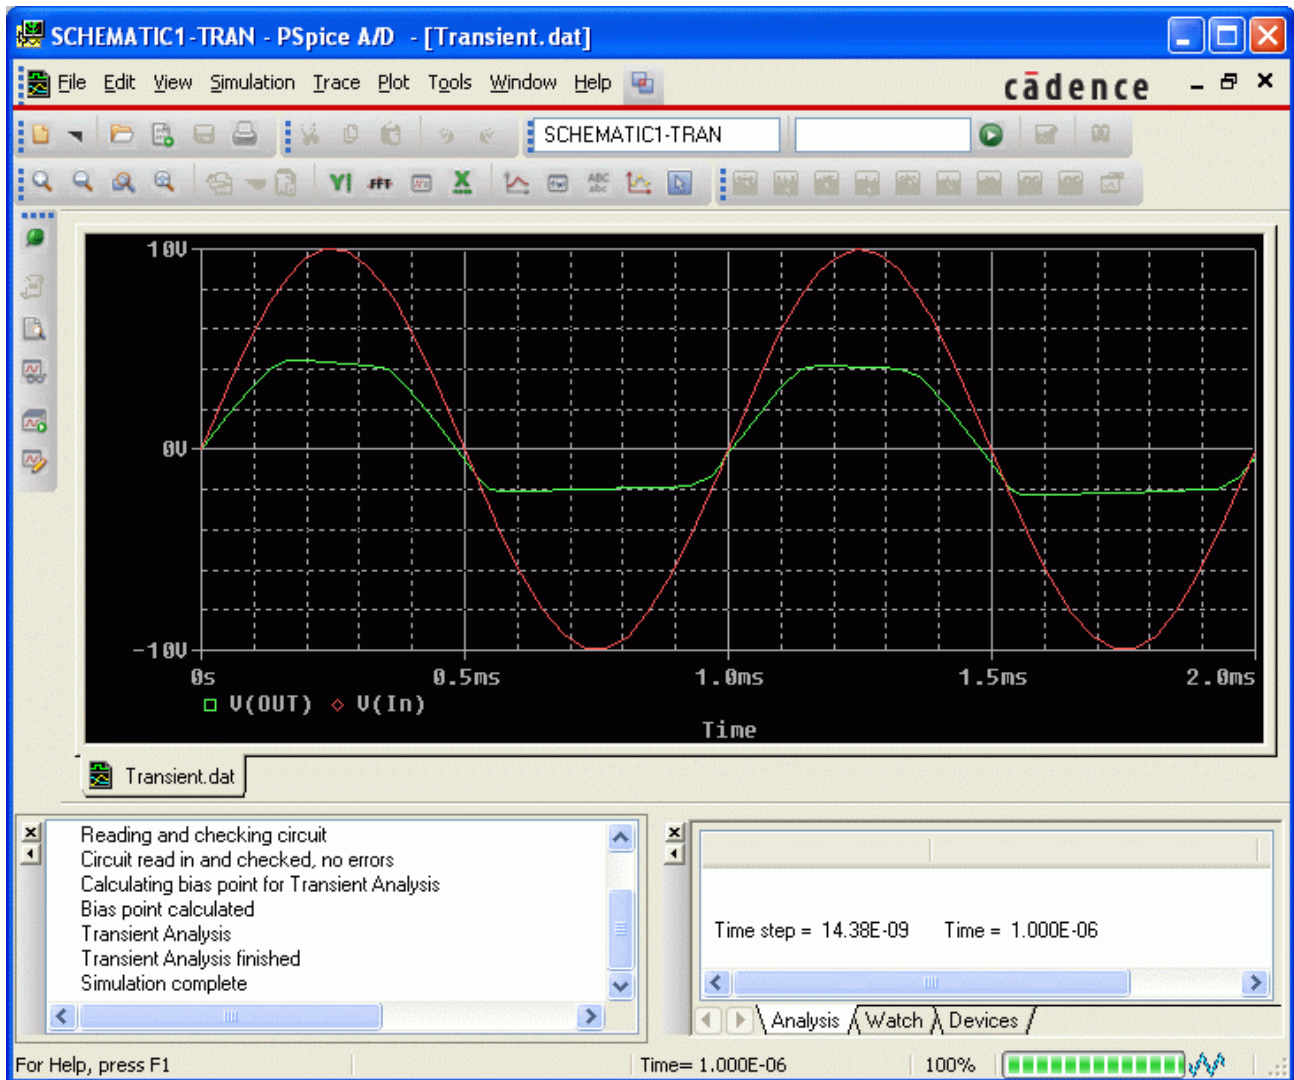 SCHEMATIC1-TRAN - PSpice A/D - [Transient.dat]
File Edit View Simulation Trace Plot Tools Window Help
cādence
SCHEMATIC1-TRAN
FFT
ABC
abc
10V
0V
-10V
0s 0.5ms 1.0ms 1.5ms 2.0ms
V(OUT) V(In)
Time
Transient.dat
Reading and checking circuit
Circuit read in and checked, no errors
Calculating bias point for Transient Analysis
Bias point calculated
Transient Analysis
Transient Analysis finished
Simulation complete
Time step = 14.38E-09 Time = 1.000E-06
Analysis Watch Devices
For Help, press F1 Time= 1.000E-06 100%